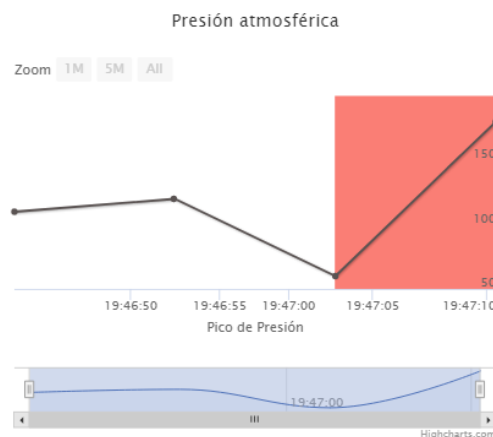 Presión atmosférica
Zoom 1M 5M All
150
100
50
19:46:50 19:46:55 19:47:00 19:47:05 19:47:10
Pico de Presión
19:47:00
Highcharts.com